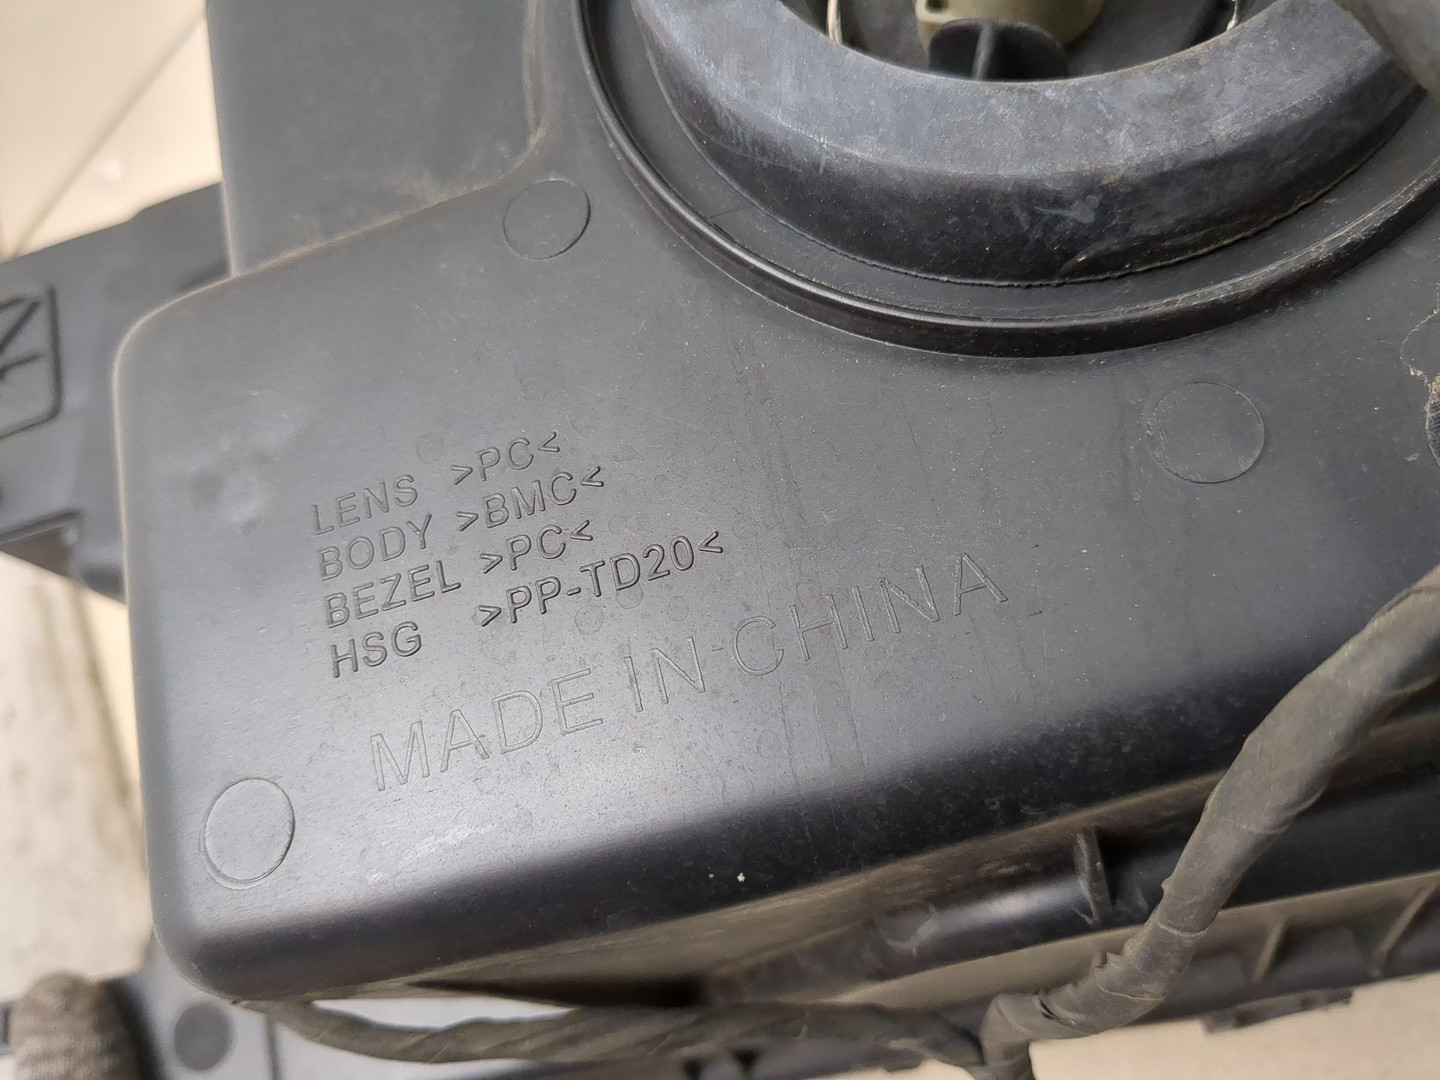 LENS >PC<
BODY >BMC<
BEZEL >PC<
HSG >PP-TD20<
MADE IN CHINA